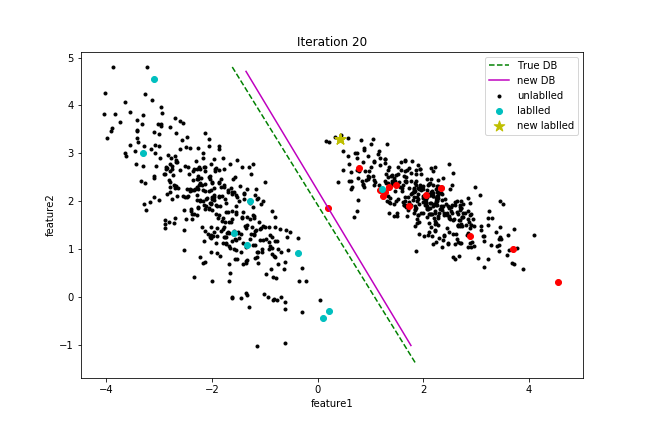 Iteration 20
5
4
3
2
1
0
−1
feature2
−4
−2
0
2
4
feature1
True DB
new DB
unlablled
lablled
new lablled